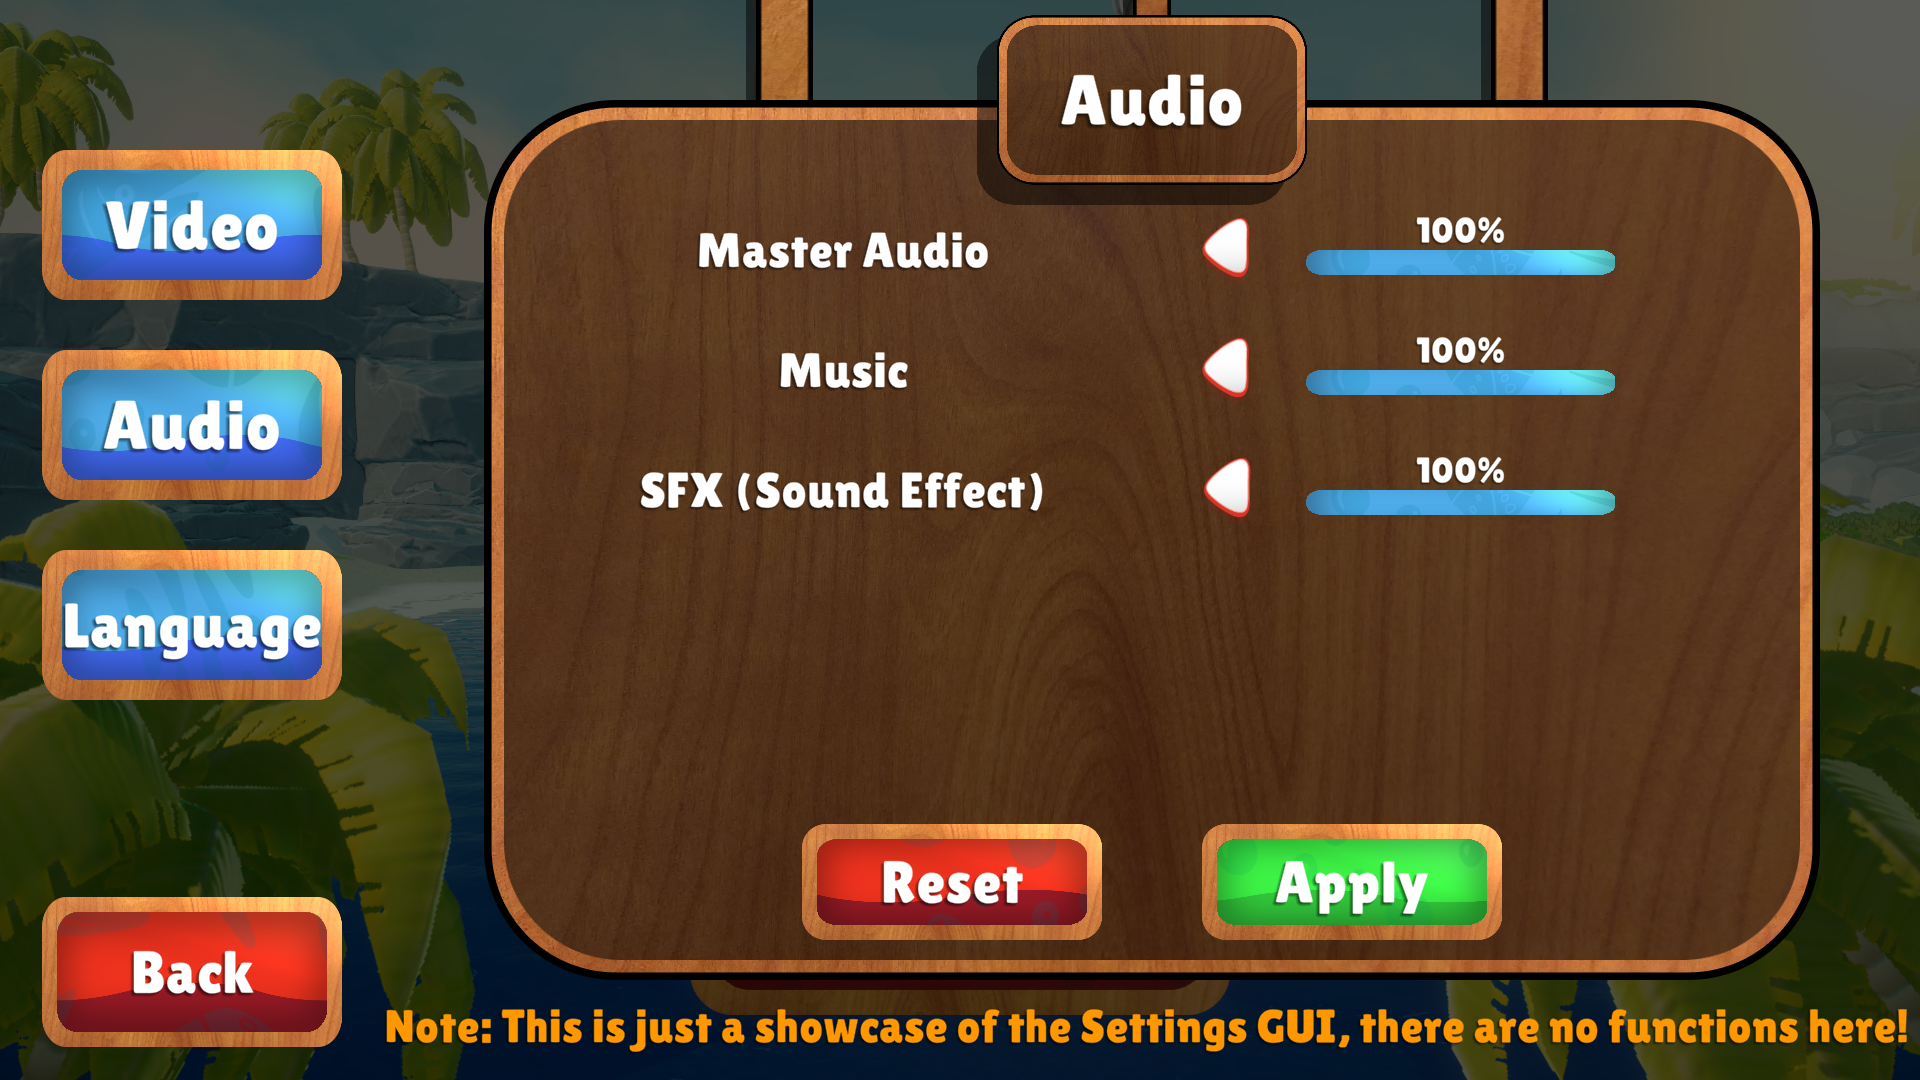 Audio
Video
Audio
Language
Back
Master Audio
100%
Music
100%
SFX (Sound Effect)
100%
Reset
Apply
Note: This is just a showcase of the Settings GUI, there are no functions here!